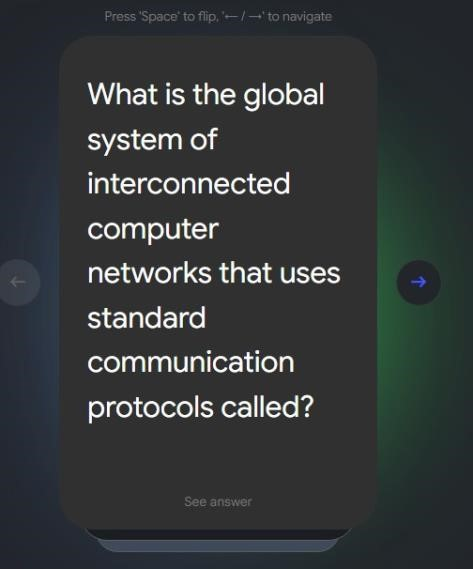 Press 'Space' to flip, '← / →' to navigate
What is the global
system of
interconnected
computer
networks that uses
standard
communication
protocols called?
See answer